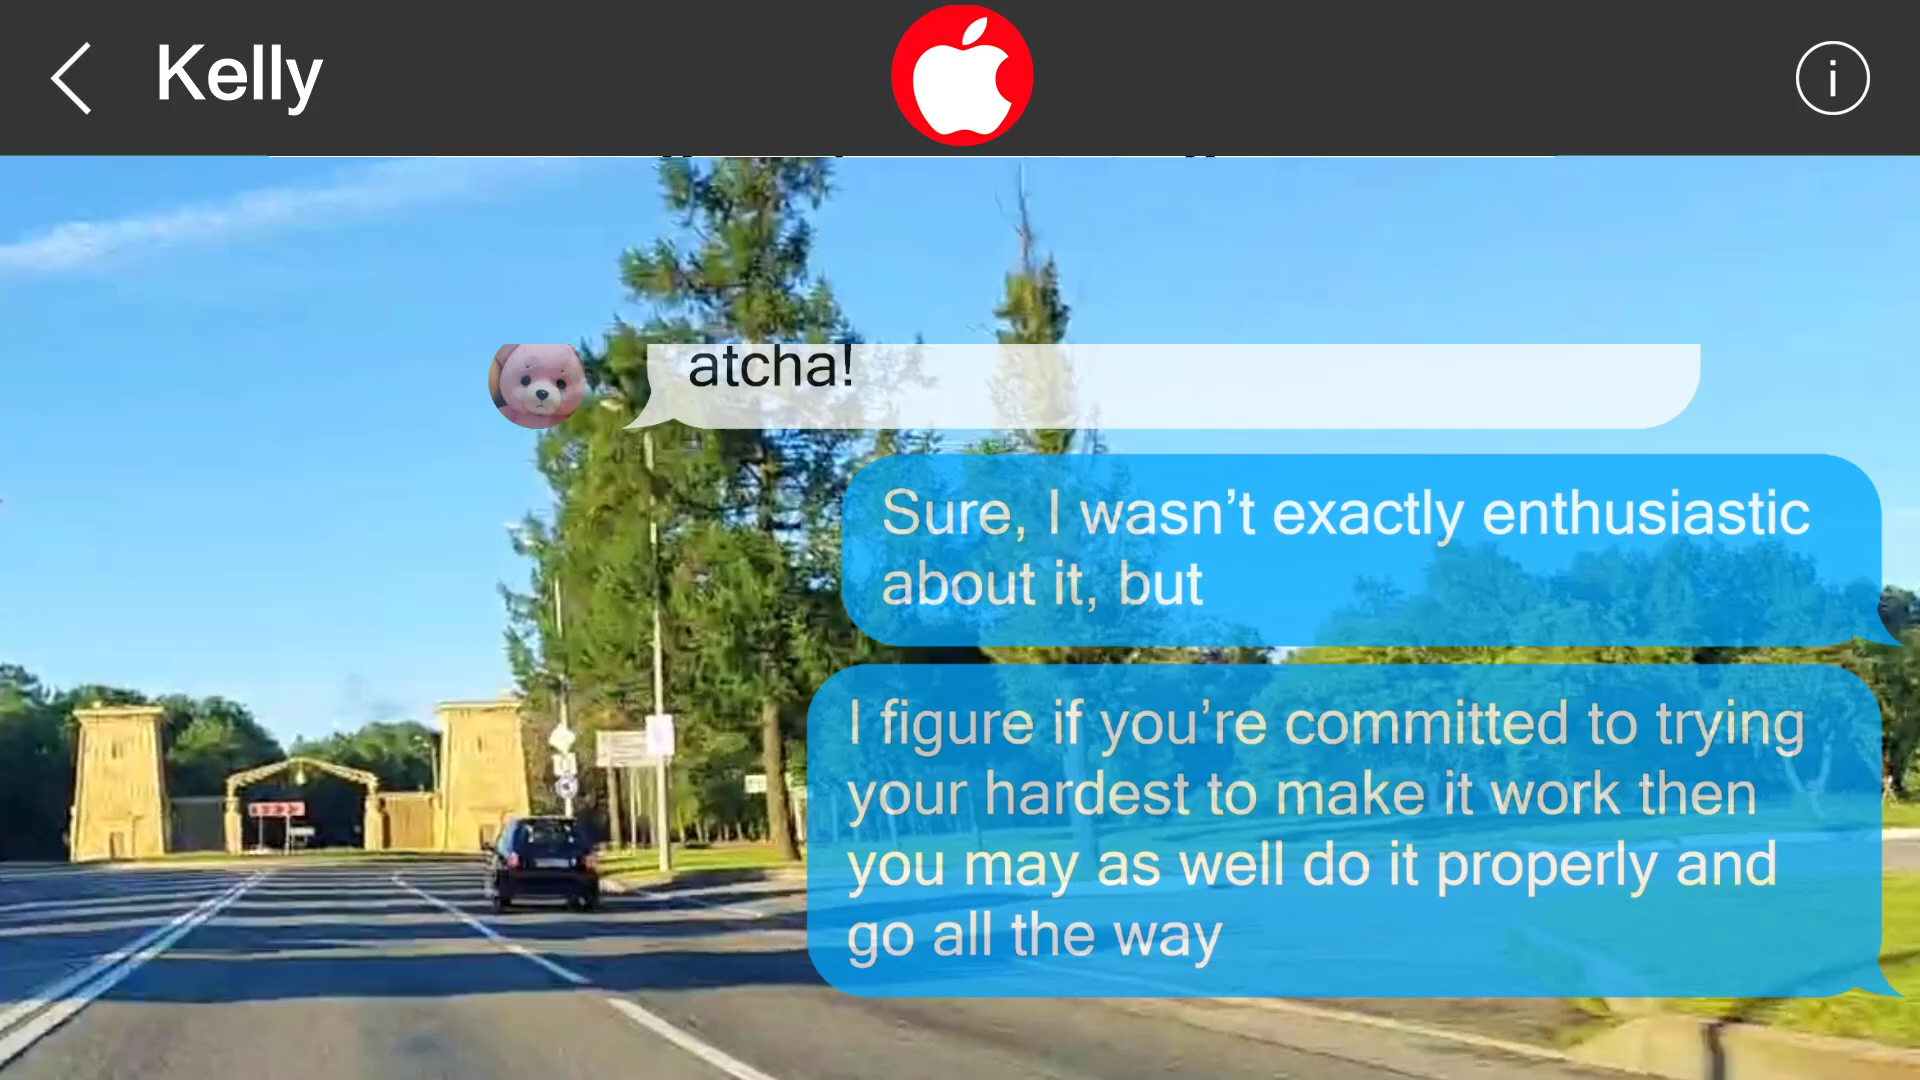 Kelly
atcha!
Sure, I wasn’t exactly enthusiastic
about it, but
I figure if you’re committed to trying
your hardest to make it work then
you may as well do it properly and
go all the way